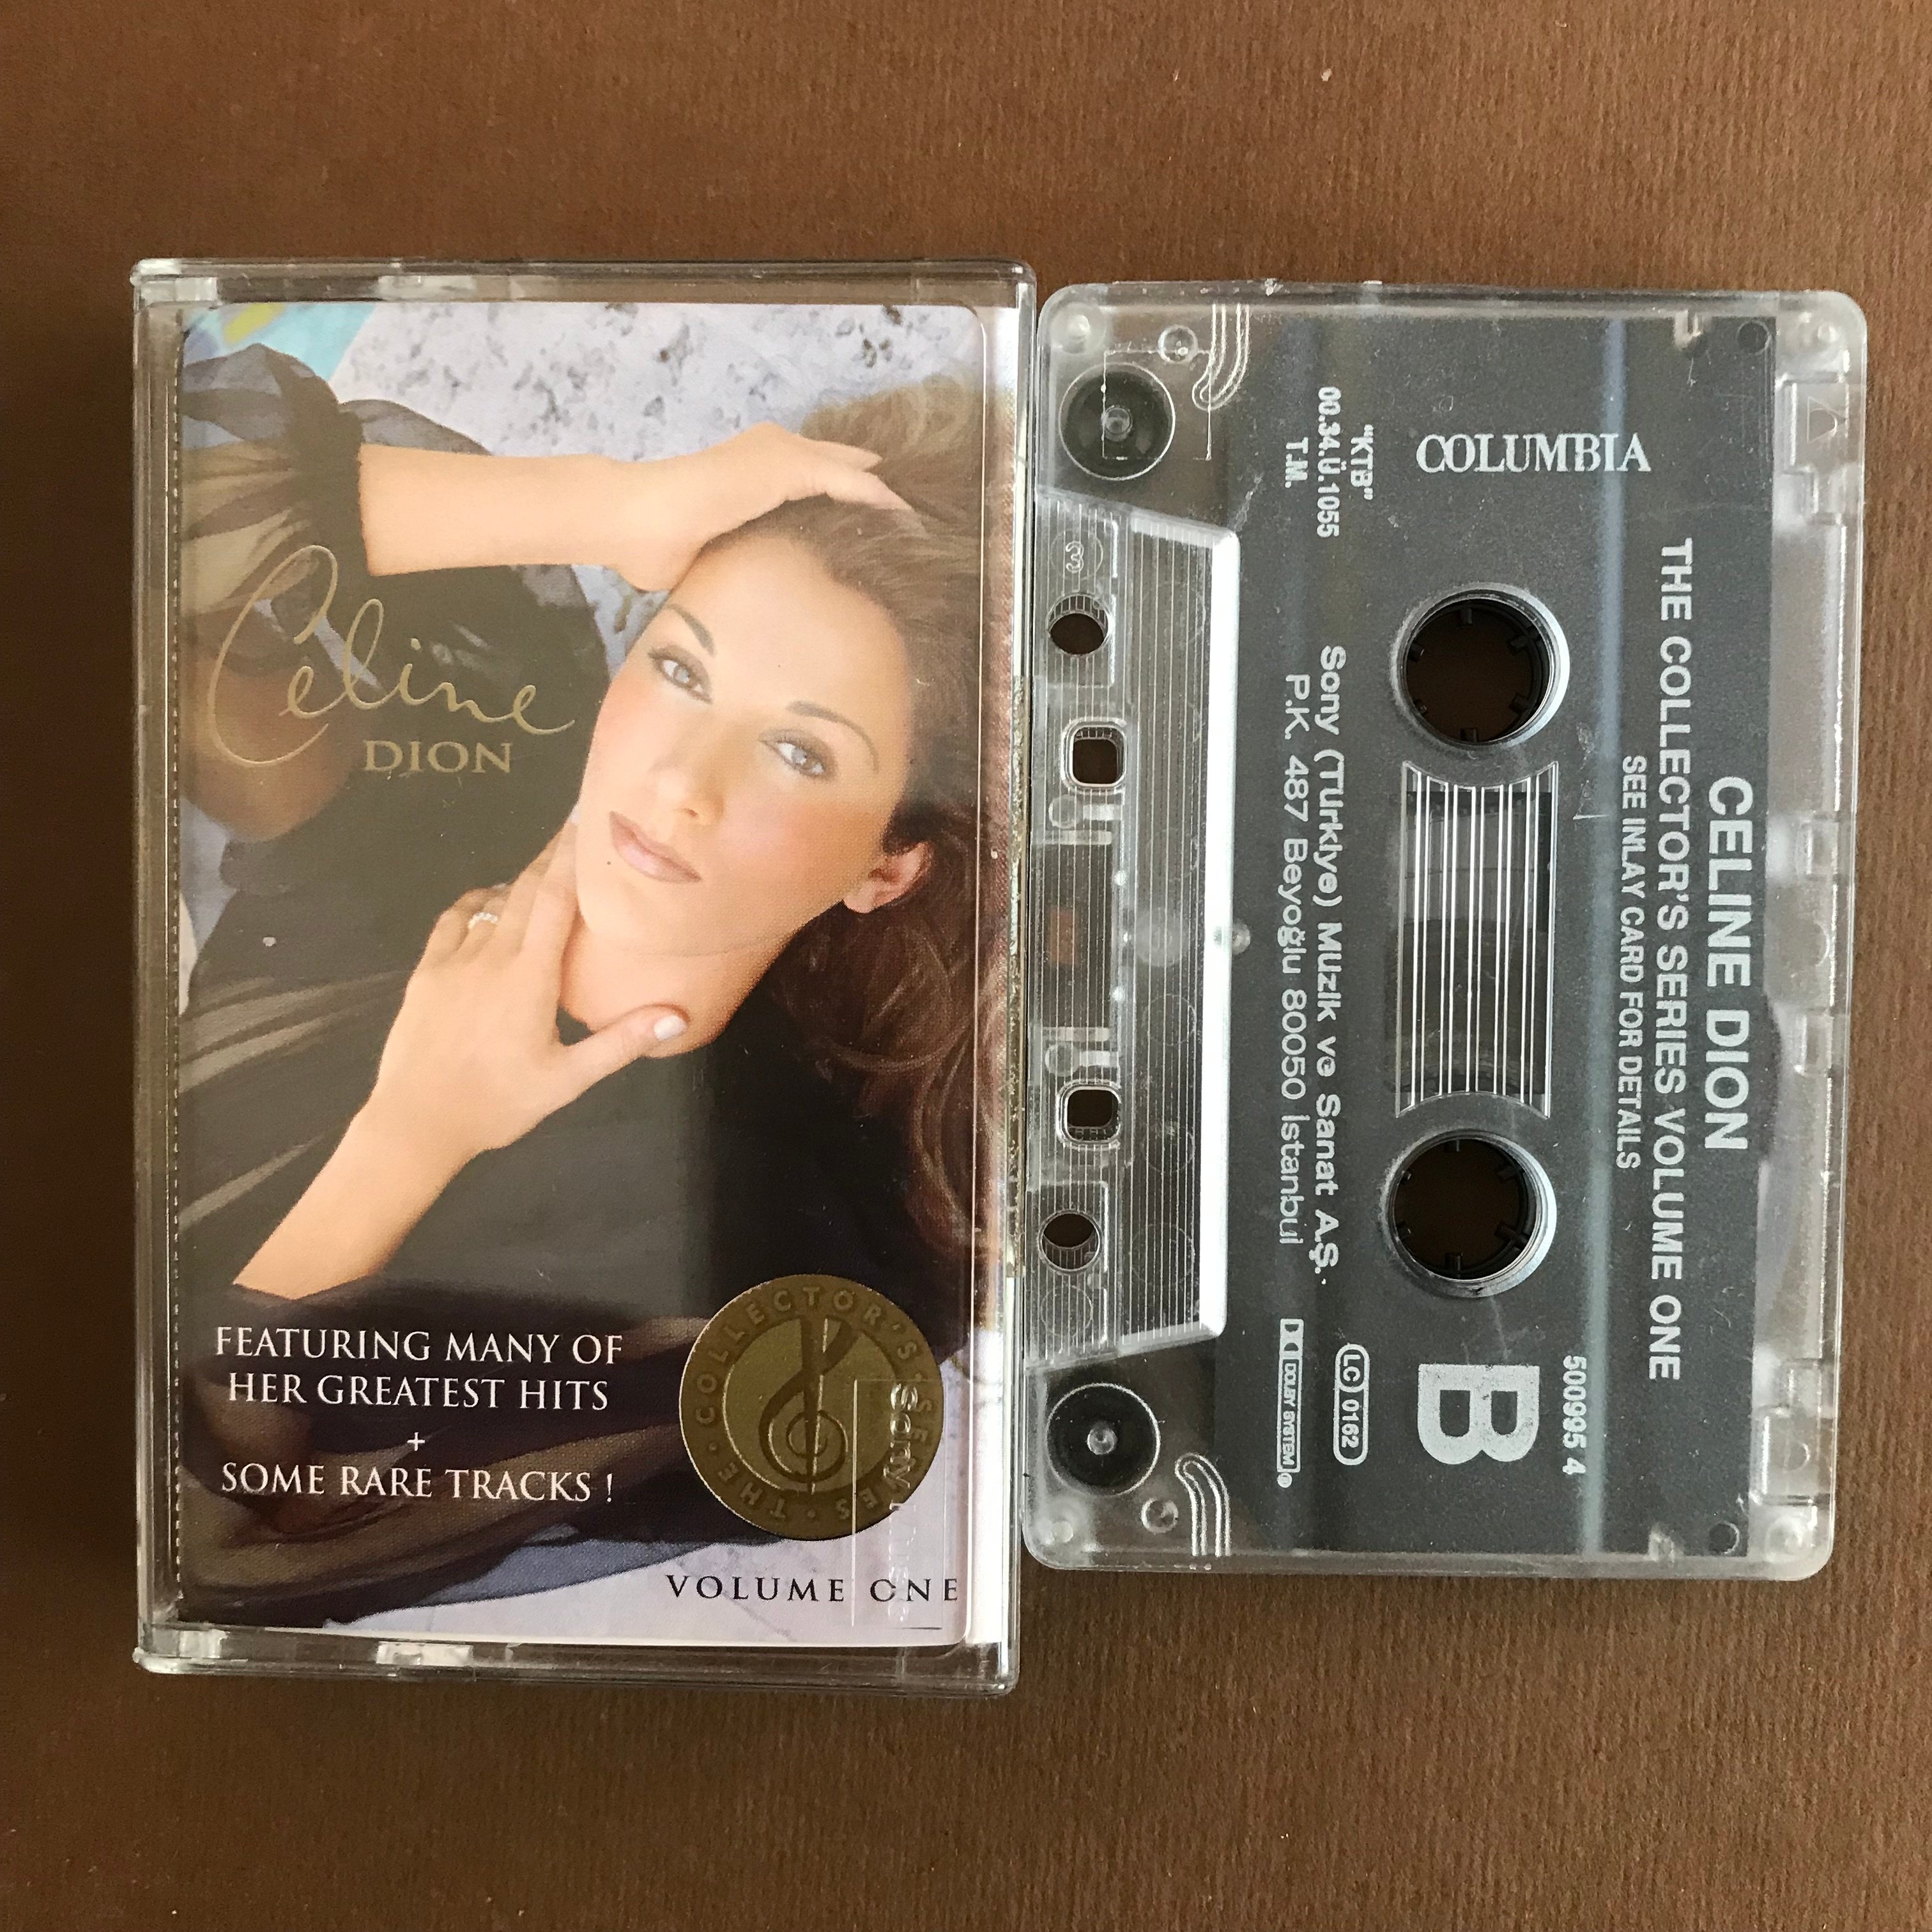 Céline
DION
FEATURING MANY OF
HER GREATEST HITS
+
SOME RARE TRACKS !
THE · COLLECTOR'S · SERIES ·
SONY
VOLUME ONE
CELINE DION
THE COLLECTOR'S SERIES VOLUME ONE
SEE INLAY CARD FOR DETAILS
COLUMBIA
500995 4
B
"KTB"
00.34.Ü.1055
T.M.
LC 0162
Sony (Türkiye) Müzik ve Sanat A.Ş.
P.K. 487 Beyoğlu 80050 İstanbul
DOLBY SYSTEM®
3